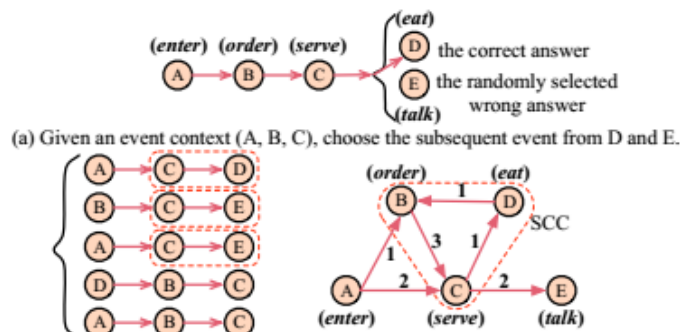 (eat)
(enter) (order) (serve)
A B C D the correct answer
E the randomly selected
wrong answer
(talk)
(a) Given an event context (A, B, C), choose the subsequent event from D and E.
A C D
B C E
A C E
D B C
A B C
(order) (eat)
B 1 D
SCC
1 3 1
A 2 C 2 E
(enter) (serve) (talk)